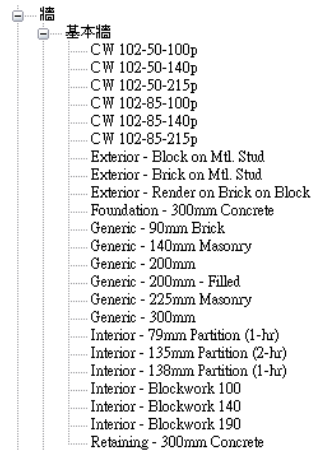 牆
基本牆
CW 102-50-100p
CW 102-50-140p
CW 102-50-215p
CW 102-85-100p
CW 102-85-140p
CW 102-85-215p
Exterior - Block on Mtl. Stud
Exterior - Brick on Mtl. Stud
Exterior - Render on Brick on Block
Foundation - 300mm Concrete
Generic - 90mm Brick
Generic - 140mm Masonry
Generic - 200mm
Generic - 200mm - Filled
Generic - 225mm Masonry
Generic - 300mm
Interior - 79mm Partition (1-hr)
Interior - 135mm Partition (2-hr)
Interior - 138mm Partition (1-hr)
Interior - Blockwork 100
Interior - Blockwork 140
Interior - Blockwork 190
Retaining - 300mm Concrete